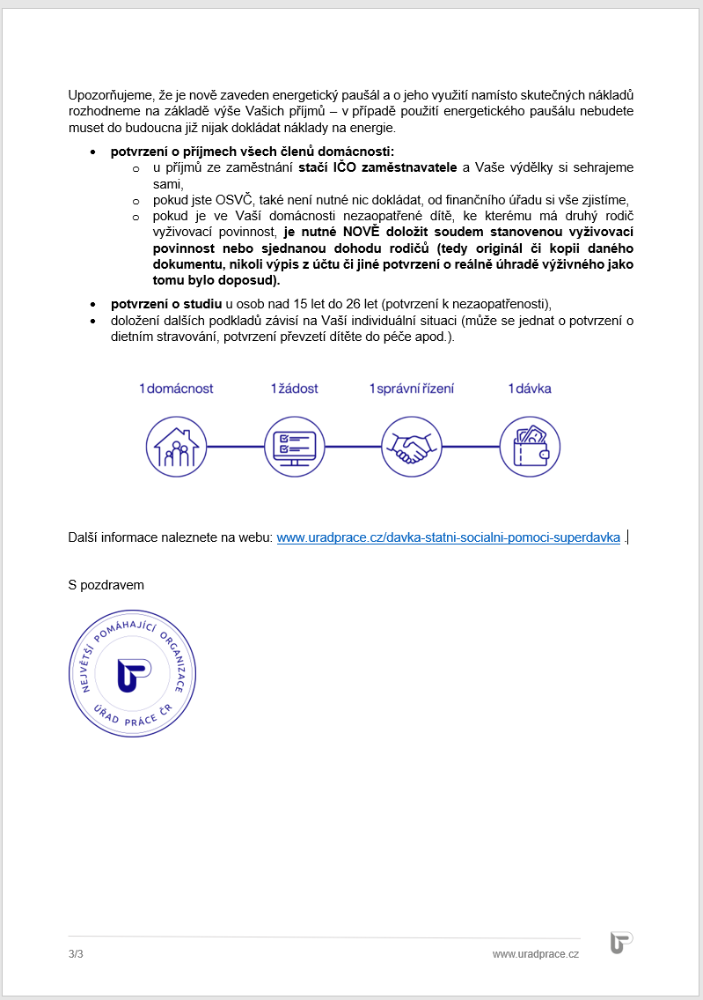 Upozorňujeme, že je nově zaveden energetický paušál a o jeho využití namísto skutečných nákladů
rozhodneme na základě výše Vašich příjmů – v případě použití energetického paušálu nebudete
muset do budoucna již nijak dokládat náklady na energie.
• potvrzení o příjmech všech členů domácnosti:
o u příjmů ze zaměstnání stačí IČO zaměstnavatele a Vaše výdělky si sehrajeme
sami,
o pokud jste OSVČ, také není nutné nic dokládat, od finančního úřadu si vše zjistíme,
o pokud je ve Vaší domácnosti nezaopatřené dítě, ke kterému má druhý rodič
vyživovací povinnost, je nutné NOVĚ doložit soudem stanovenou vyživovací
povinnost nebo sjednanou dohodu rodičů (tedy originál či kopii daného
dokumentu, nikoli výpis z účtu či jiné potvrzení o reálně úhradě výživného jako
tomu bylo doposud).
• potvrzení o studiu u osob nad 15 let do 26 let (potvrzení k nezaopatřenosti),
• doložení dalších podkladů závisí na Vaší individuální situaci (může se jednat o potvrzení o
dietním stravování, potvrzení převzetí dítěte do péče apod.).
1 domácnost 1 žádost 1 správní řízení 1 dávka
Další informace naleznete na webu: www.uradprace.cz/davka-statni-socialni-pomoci-superdavka .
S pozdravem
NEJVĚTŠÍ POMÁHAJÍCÍ ORGANIZACE
ÚŘAD PRÁCE ČR
3/3 www.uradprace.cz